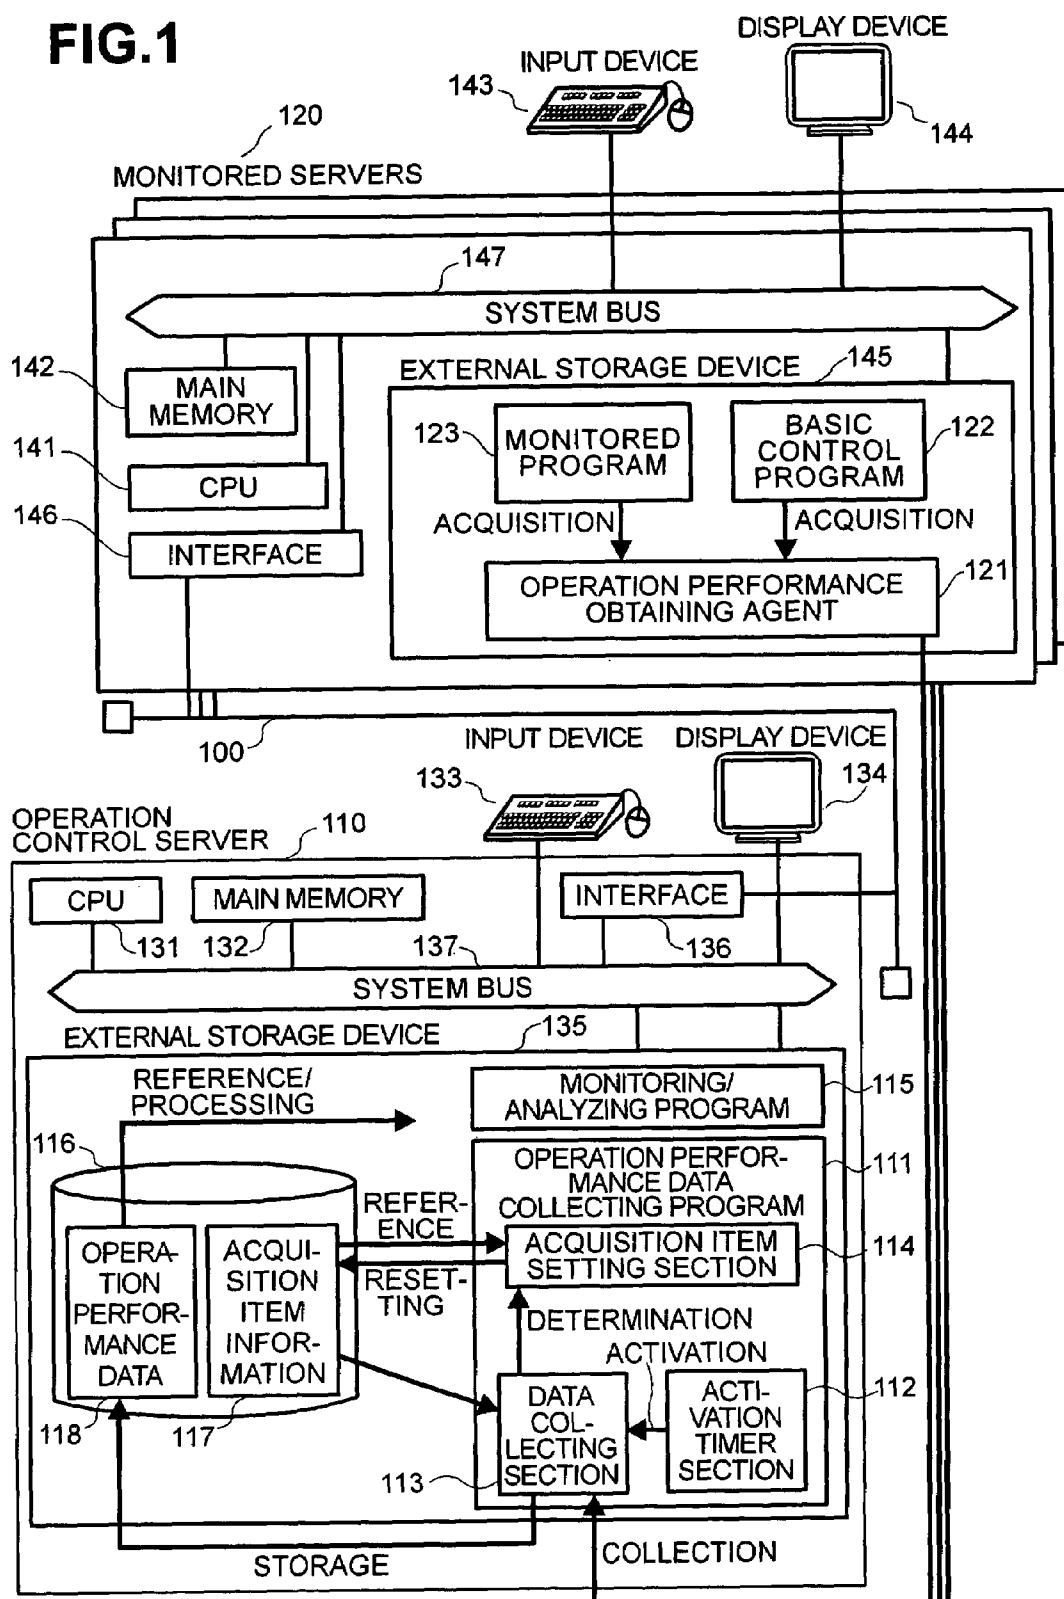 FIG.1
DISPLAY DEVICE
INPUT DEVICE
143
144
120
MONITORED SERVERS
147
SYSTEM BUS
EXTERNAL STORAGE DEVICE
145
142
MAIN
MEMORY
123
MONITORED
PROGRAM
BASIC
CONTROL
PROGRAM
122
141
CPU
146
INTERFACE
ACQUISITION
ACQUISITION
OPERATION PERFORMANCE
OBTAINING AGENT
121
100
INPUT DEVICE
DISPLAY DEVICE
133
134
OPERATION
CONTROL SERVER
110
CPU
MAIN MEMORY
INTERFACE
131
132
137
136
SYSTEM BUS
EXTERNAL STORAGE DEVICE
135
REFERENCE/
PROCESSING
MONITORING/
ANALYZING PROGRAM
115
116
OPERATION PERFOR-
MANCE DATA
COLLECTING PROGRAM
111
REFER-
ENCE
OPERA-
TION
PERFOR-
MANCE
DATA
ACQUI-
SITION
ITEM
INFOR-
MATION
ACQUISITION ITEM
SETTING SECTION
114
RESET-
TING
DETERMINATION
ACTIVATION
DATA
COL-
LECTING
SECTION
ACTI-
VATION
TIMER
SECTION
112
118
117
113
STORAGE
COLLECTION